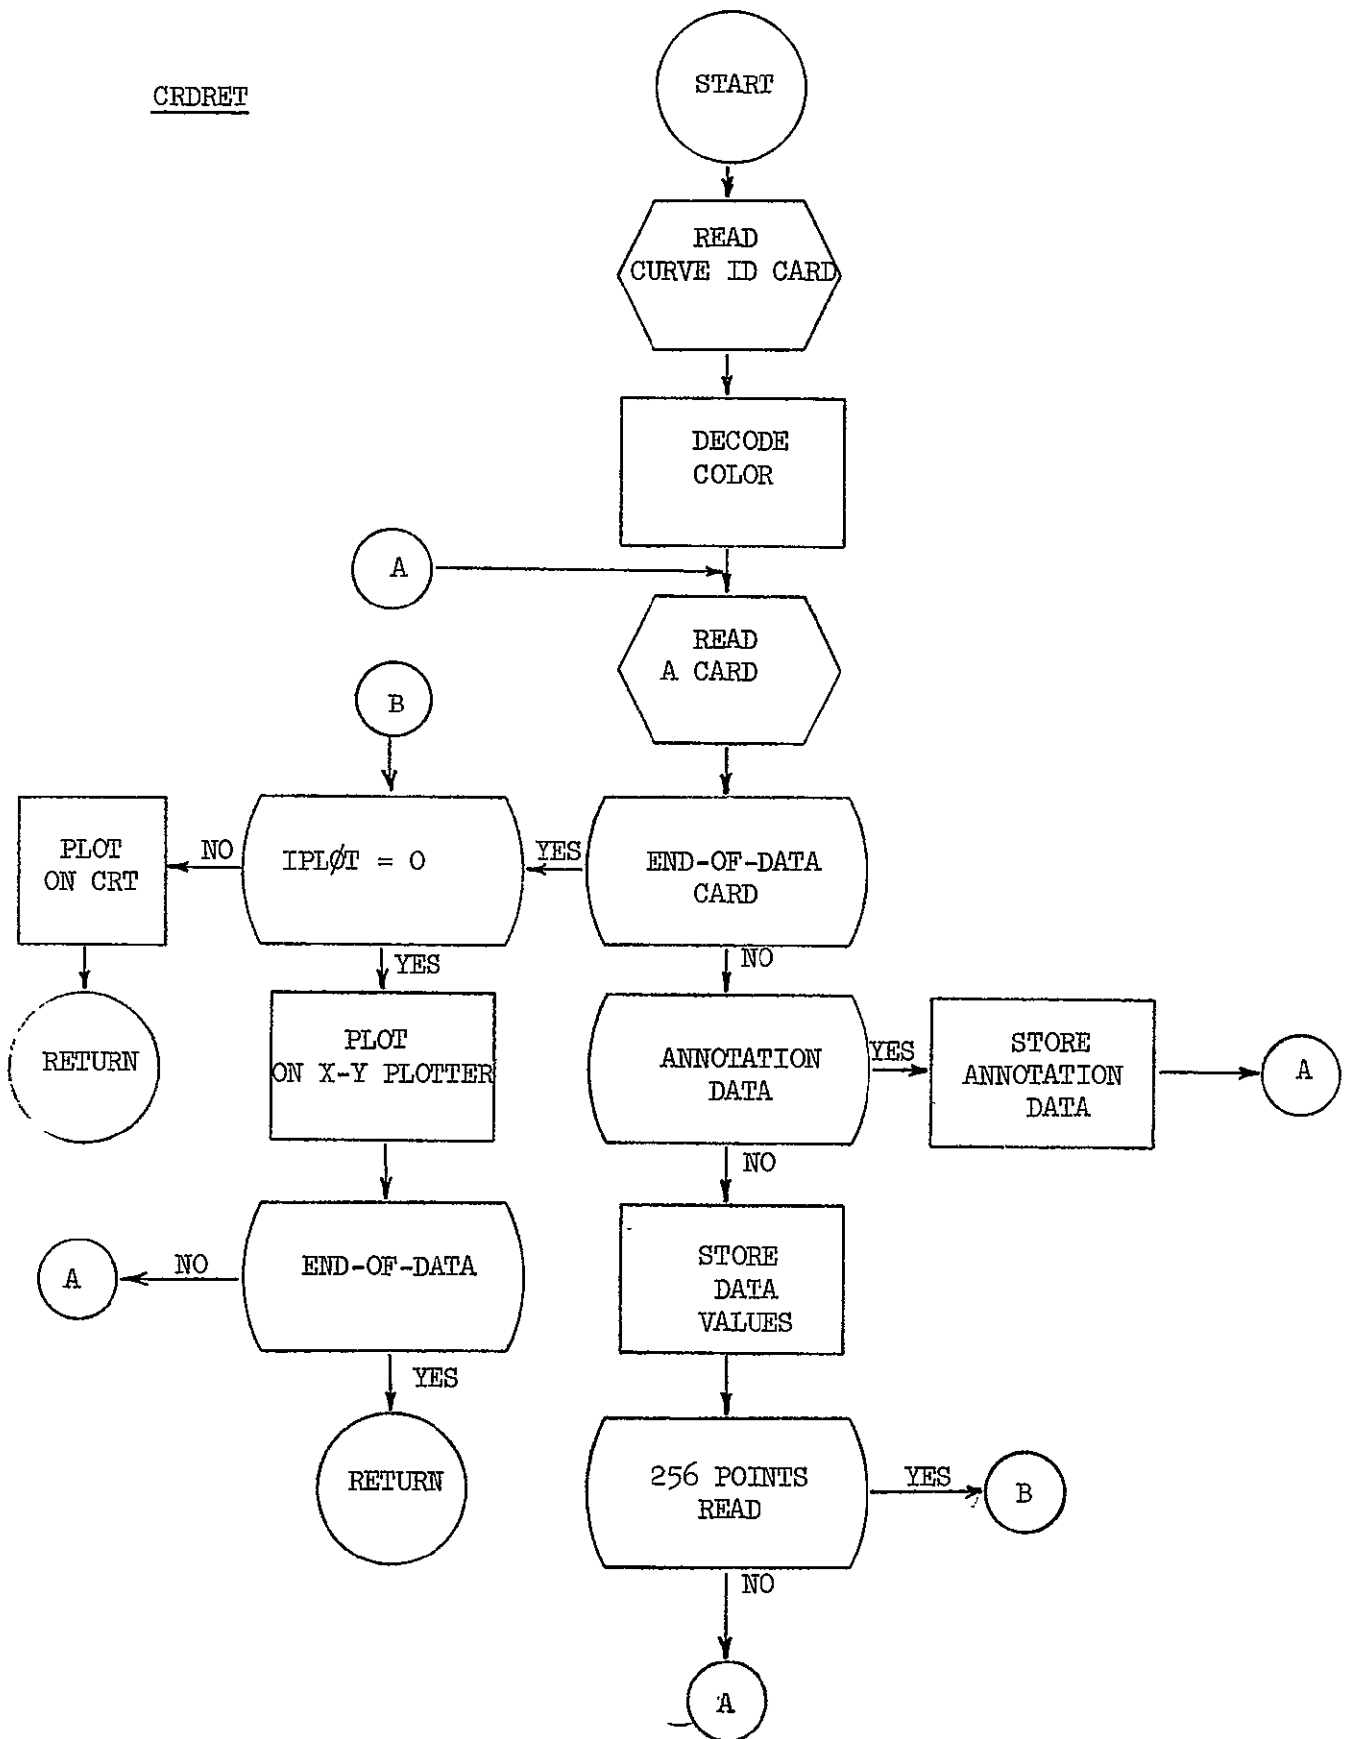 CRDRET
START
READ
CURVE ID CARD
DECODE
COLOR
A
READ
A CARD
B
PLOT
ON CRT
NO
IPLØT = 0
YES
END-OF-DATA
CARD
YES
NO
RETURN
PLOT
ON X-Y PLOTTER
ANNOTATION
DATA
YES
STORE
ANNOTATION
DATA
A
NO
A
NO
END-OF-DATA
STORE
DATA
VALUES
YES
RETURN
256 POINTS
READ
YES
B
NO
A